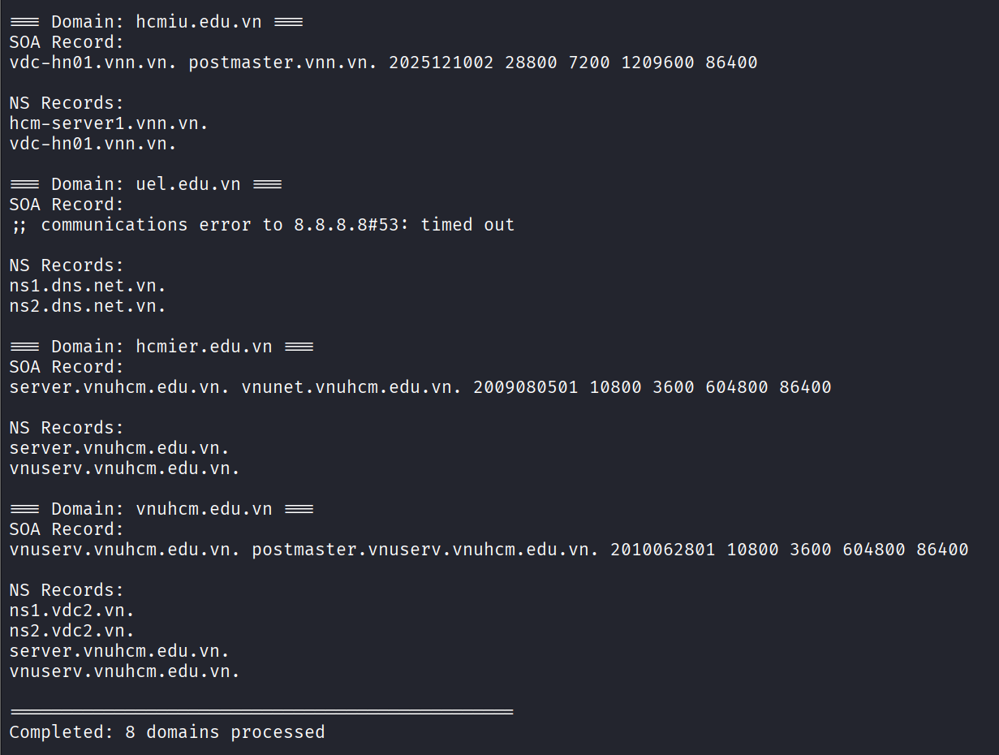 === Domain: hcmiu.edu.vn ===
SOA Record:
vdc-hn01.vnn.vn. postmaster.vnn.vn. 2025121002 28800 7200 1209600 86400
NS Records:
hcm-server1.vnn.vn.
vdc-hn01.vnn.vn.
=== Domain: uel.edu.vn ===
SOA Record:
;; communications error to 8.8.8.8#53: timed out
NS Records:
ns1.dns.net.vn.
ns2.dns.net.vn.
=== Domain: hcmier.edu.vn ===
SOA Record:
server.vnuhcm.edu.vn. vnunet.vnuhcm.edu.vn. 2009080501 10800 3600 604800 86400
NS Records:
server.vnuhcm.edu.vn.
vnuserv.vnuhcm.edu.vn.
=== Domain: vnuhcm.edu.vn ===
SOA Record:
vnuserv.vnuhcm.edu.vn. postmaster.vnuserv.vnuhcm.edu.vn. 2010062801 10800 3600 604800 86400
NS Records:
ns1.vdc2.vn.
ns2.vdc2.vn.
server.vnuhcm.edu.vn.
vnuserv.vnuhcm.edu.vn.
================================================
Completed: 8 domains processed